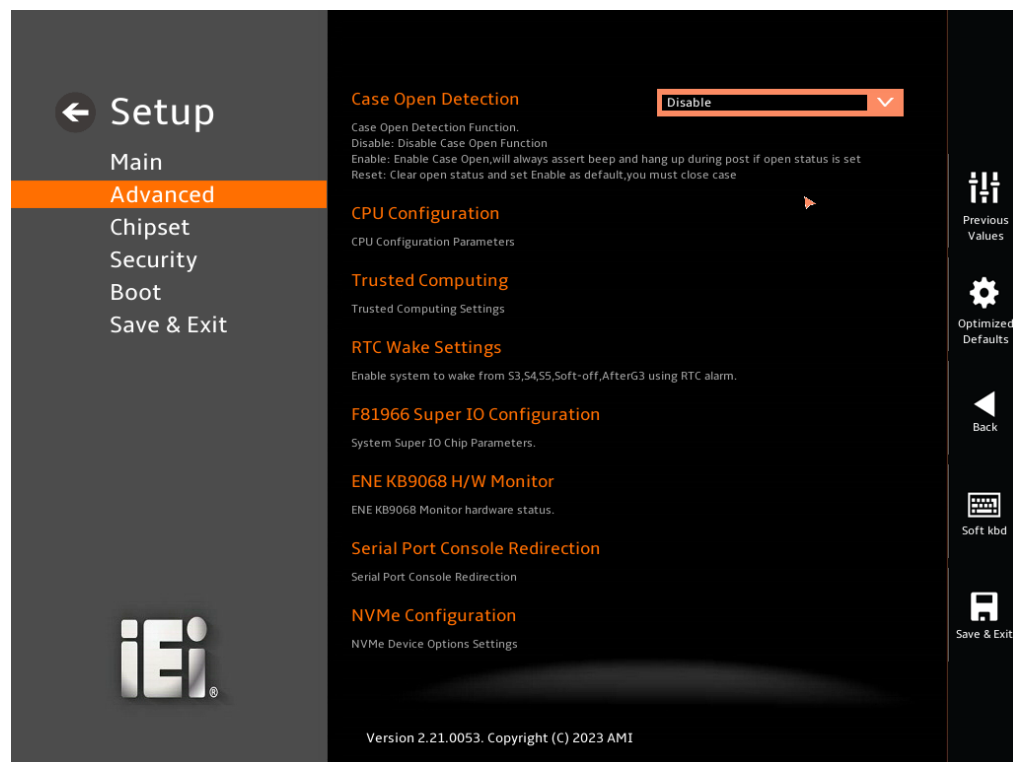 Setup
Main
Advanced
Chipset
Security
Boot
Save & Exit
iEi®
Case Open Detection
Disable
Case Open Detection Function.
Disable: Disable Case Open Function
Enable: Enable Case Open,will always assert beep and hang up during post if open status is set
Reset: Clear open status and set Enable as default,you must close case
CPU Configuration
CPU Configuration Parameters
Trusted Computing
Trusted Computing Settings
RTC Wake Settings
Enable system to wake from S3,S4,S5,Soft-off,AfterG3 using RTC alarm.
F81966 Super IO Configuration
System Super IO Chip Parameters.
ENE KB9068 H/W Monitor
ENE KB9068 Monitor hardware status.
Serial Port Console Redirection
Serial Port Console Redirection
NVMe Configuration
NVMe Device Options Settings
Version 2.21.0053. Copyright (C) 2023 AMI
Previous
Values
Optimized
Defaults
Back
Soft kbd
Save & Exit